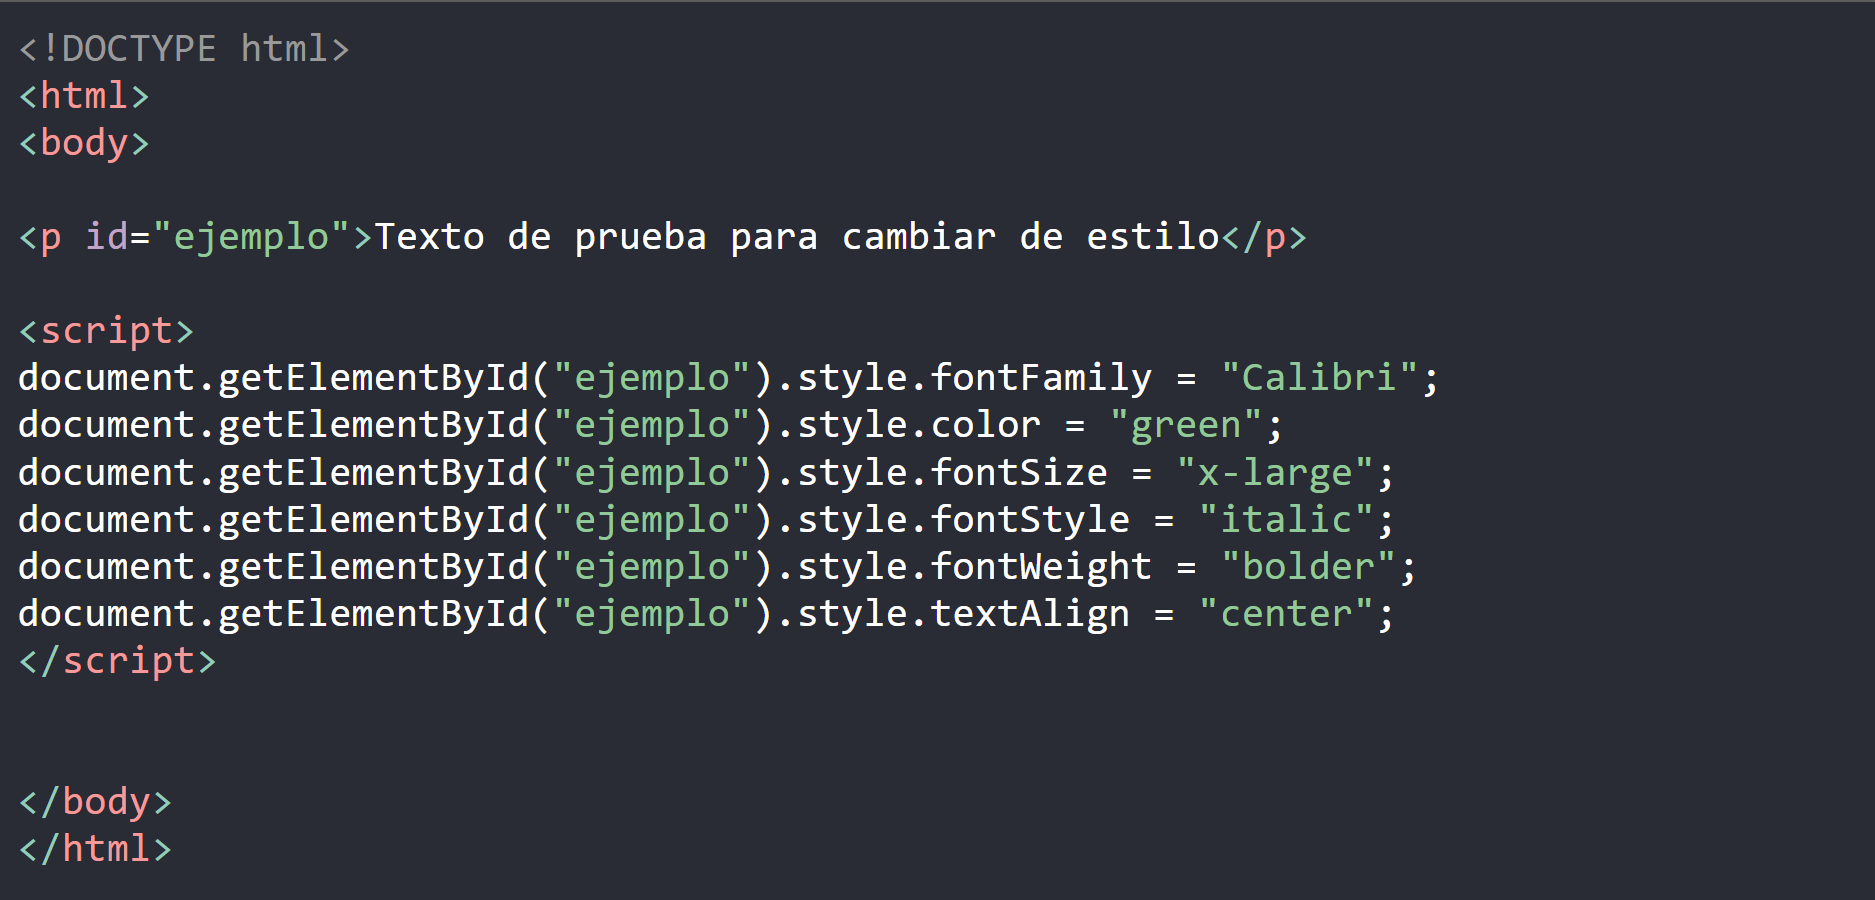 <!DOCTYPE html>
<html>
<body>
<p id="ejemplo">Texto de prueba para cambiar de estilo</p>
<script>
document.getElementById("ejemplo").style.fontFamily = "Calibri";
document.getElementById("ejemplo").style.color = "green";
document.getElementById("ejemplo").style.fontSize = "x-large";
document.getElementById("ejemplo").style.fontStyle = "italic";
document.getElementById("ejemplo").style.fontWeight = "bolder";
document.getElementById("ejemplo").style.textAlign = "center";
</script>
</body>
</html>